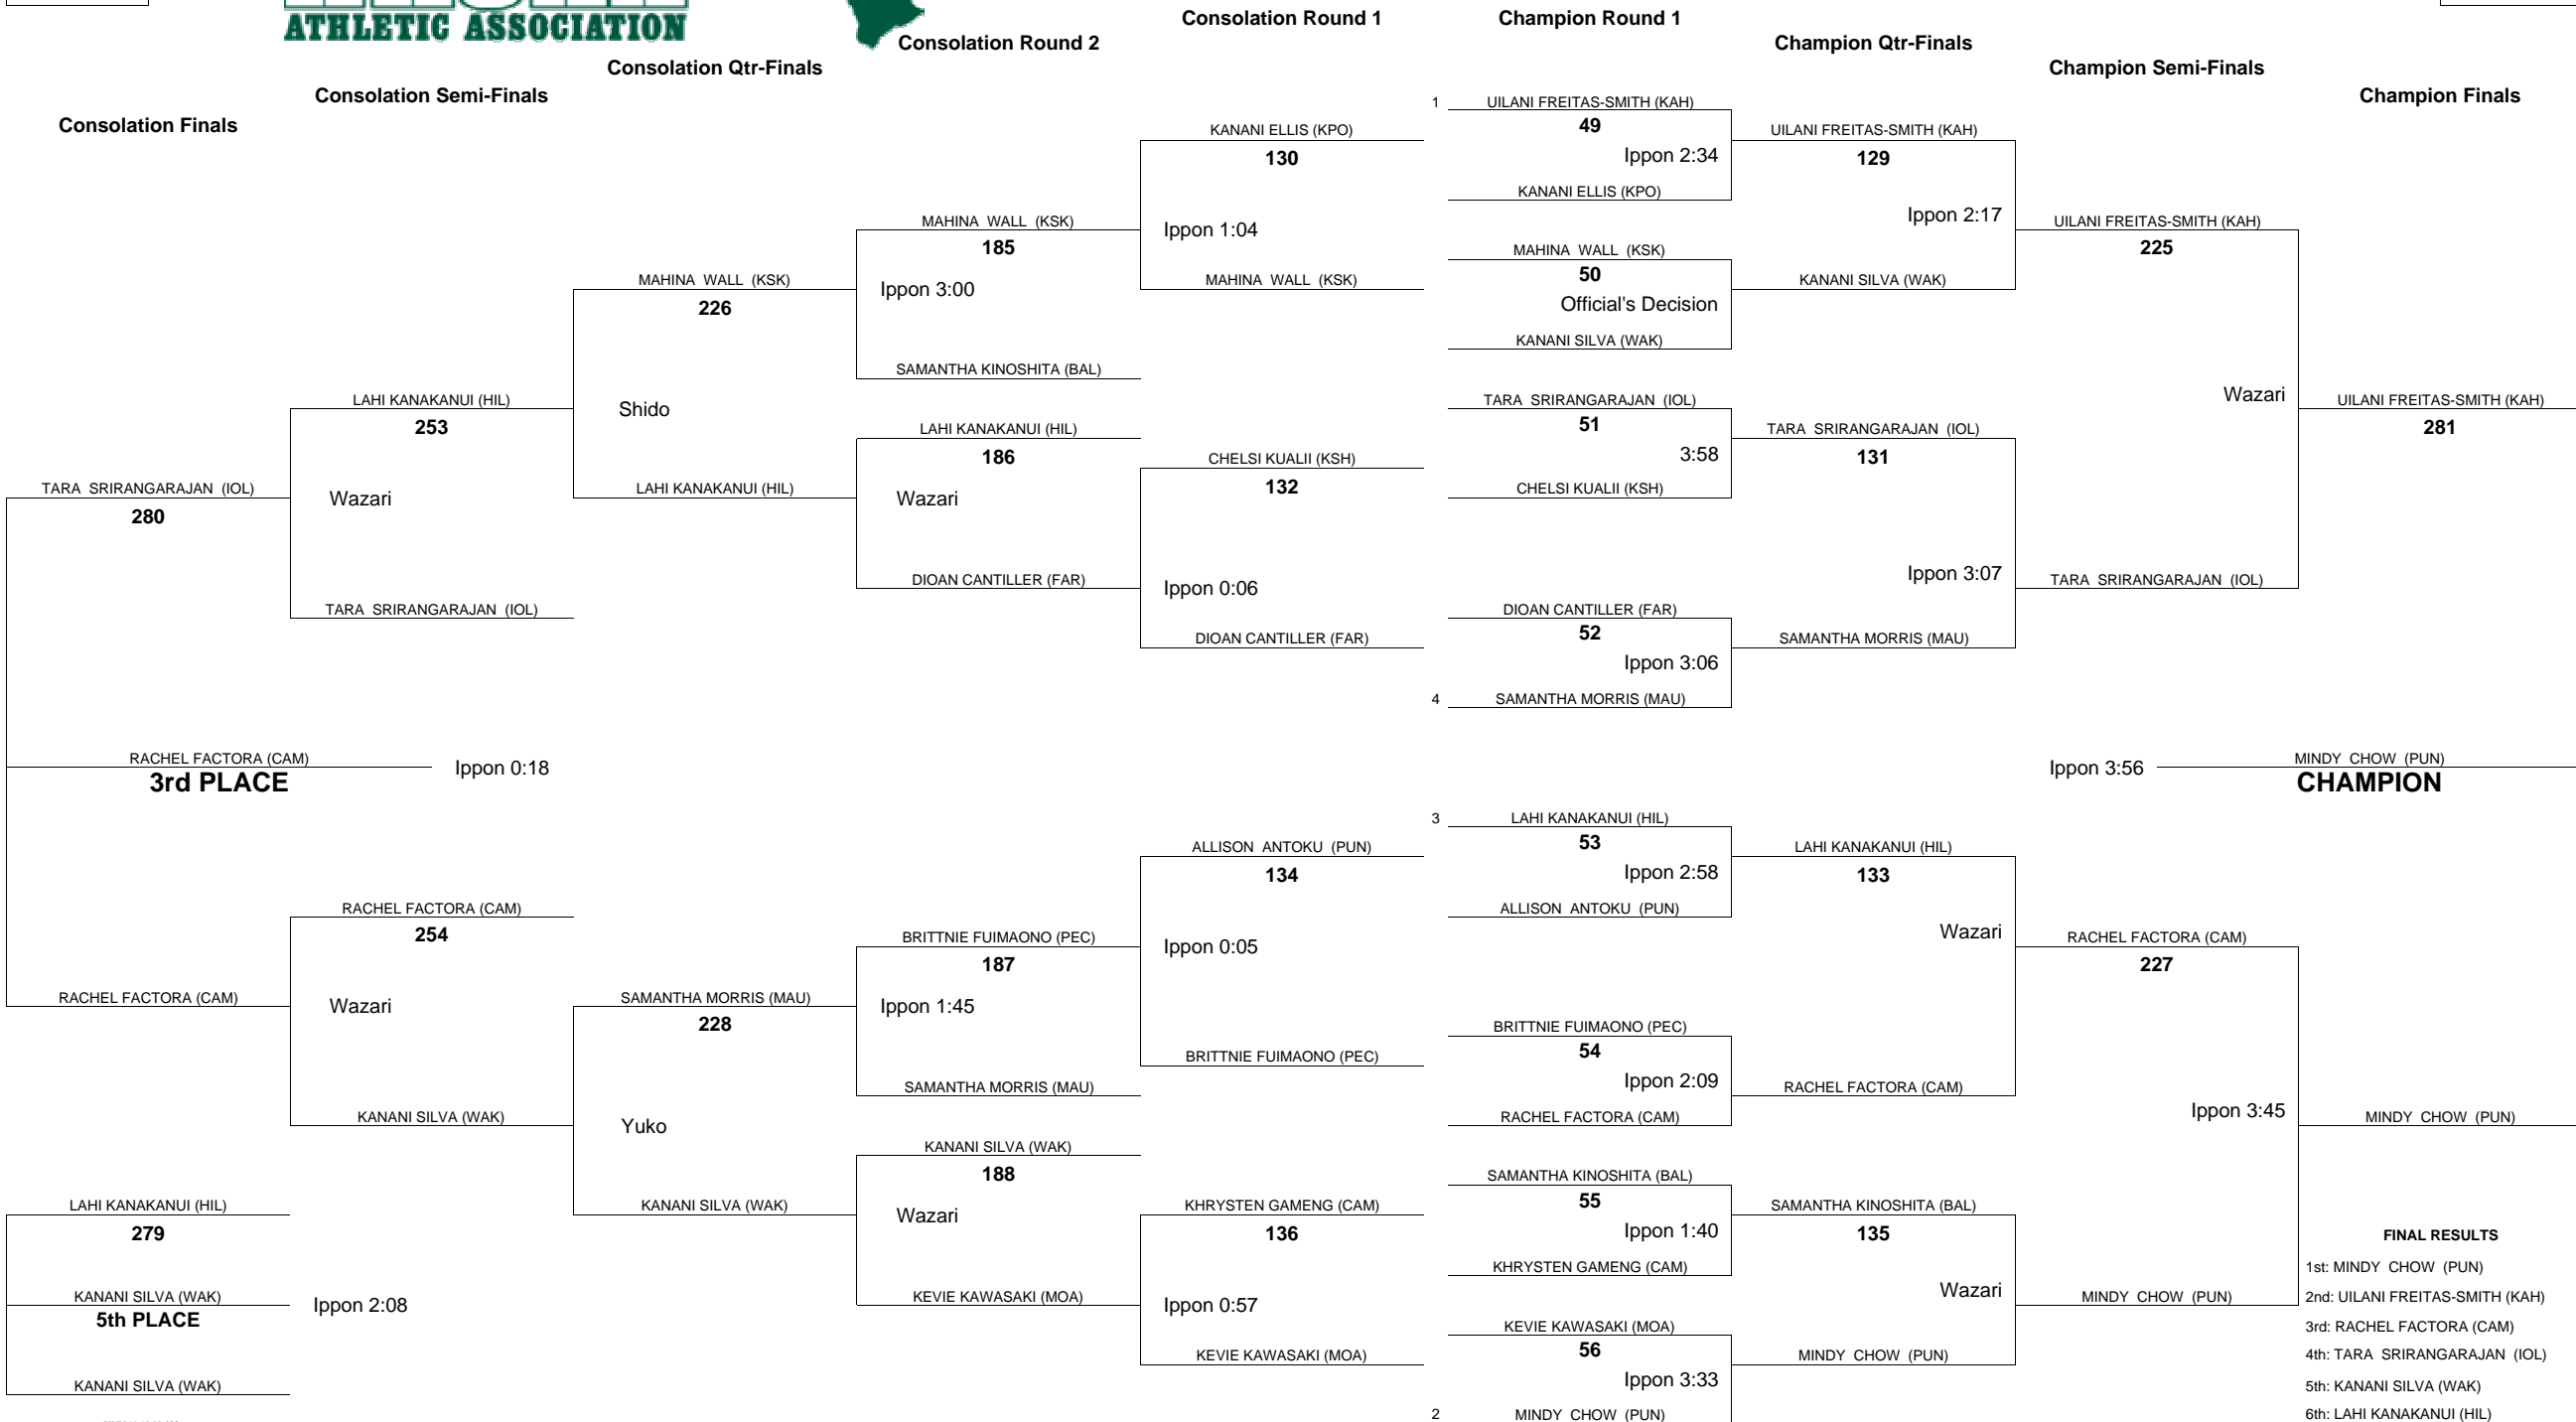 ATHLETIC ASSOCIATION
Consolation Round 1
Champion Round 1
Consolation Round 2
Champion Qtr-Finals
Consolation Qtr-Finals
Champion Semi-Finals
Consolation Semi-Finals
Champion Finals
Consolation Finals
TARA SRIRANGARAJAN (IOL)
280
RACHEL FACTORA (CAM)
3rd PLACE
Ippon 0:18
RACHEL FACTORA (CAM)
LAHI KANAKANUI (HIL)
279
KANANI SILVA (WAK)
5th PLACE
Ippon 2:08
KANANI SILVA (WAK)
LAHI KANAKANUI (HIL)
253
Wazari
TARA SRIRANGARAJAN (IOL)
RACHEL FACTORA (CAM)
254
Wazari
KANANI SILVA (WAK)
MAHINA WALL (KSK)
226
Shido
LAHI KANAKANUI (HIL)
SAMANTHA MORRIS (MAU)
228
Yuko
KANANI SILVA (WAK)
MAHINA WALL (KSK)
185
Ippon 3:00
SAMANTHA KINOSHITA (BAL)
LAHI KANAKANUI (HIL)
186
Wazari
DIOAN CANTILLER (FAR)
BRITTNIE FUIMAONO (PEC)
187
Ippon 1:45
SAMANTHA MORRIS (MAU)
KANANI SILVA (WAK)
188
Wazari
KEVIE KAWASAKI (MOA)
KANANI ELLIS (KPO)
130
Ippon 1:04
MAHINA WALL (KSK)
CHELSI KUALII (KSH)
132
Ippon 0:06
DIOAN CANTILLER (FAR)
ALLISON ANTOKU (PUN)
134
Ippon 0:05
BRITTNIE FUIMAONO (PEC)
KHRYSTEN GAMENG (CAM)
136
Ippon 0:57
KEVIE KAWASAKI (MOA)
1 UILANI FREITAS-SMITH (KAH)
49
Ippon 2:34
KANANI ELLIS (KPO)
MAHINA WALL (KSK)
50
Official's Decision
KANANI SILVA (WAK)
TARA SRIRANGARAJAN (IOL)
51
3:58
CHELSI KUALII (KSH)
DIOAN CANTILLER (FAR)
52
Ippon 3:06
4 SAMANTHA MORRIS (MAU)
3 LAHI KANAKANUI (HIL)
53
Ippon 2:58
ALLISON ANTOKU (PUN)
BRITTNIE FUIMAONO (PEC)
54
Ippon 2:09
RACHEL FACTORA (CAM)
SAMANTHA KINOSHITA (BAL)
55
Ippon 1:40
KHRYSTEN GAMENG (CAM)
KEVIE KAWASAKI (MOA)
56
Ippon 3:33
2 MINDY CHOW (PUN)
UILANI FREITAS-SMITH (KAH)
129
Ippon 2:17
KANANI SILVA (WAK)
TARA SRIRANGARAJAN (IOL)
131
Ippon 3:07
SAMANTHA MORRIS (MAU)
LAHI KANAKANUI (HIL)
133
Wazari
RACHEL FACTORA (CAM)
SAMANTHA KINOSHITA (BAL)
135
Wazari
MINDY CHOW (PUN)
UILANI FREITAS-SMITH (KAH)
225
Wazari
TARA SRIRANGARAJAN (IOL)
RACHEL FACTORA (CAM)
227
Ippon 3:45
MINDY CHOW (PUN)
UILANI FREITAS-SMITH (KAH)
281
Ippon 3:56
MINDY CHOW (PUN)
CHAMPION
MINDY CHOW (PUN)
FINAL RESULTS
1st: MINDY CHOW (PUN)
2nd: UILANI FREITAS-SMITH (KAH)
3rd: RACHEL FACTORA (CAM)
4th: TARA SRIRANGARAJAN (IOL)
5th: KANANI SILVA (WAK)
6th: LAHI KANAKANUI (HIL)